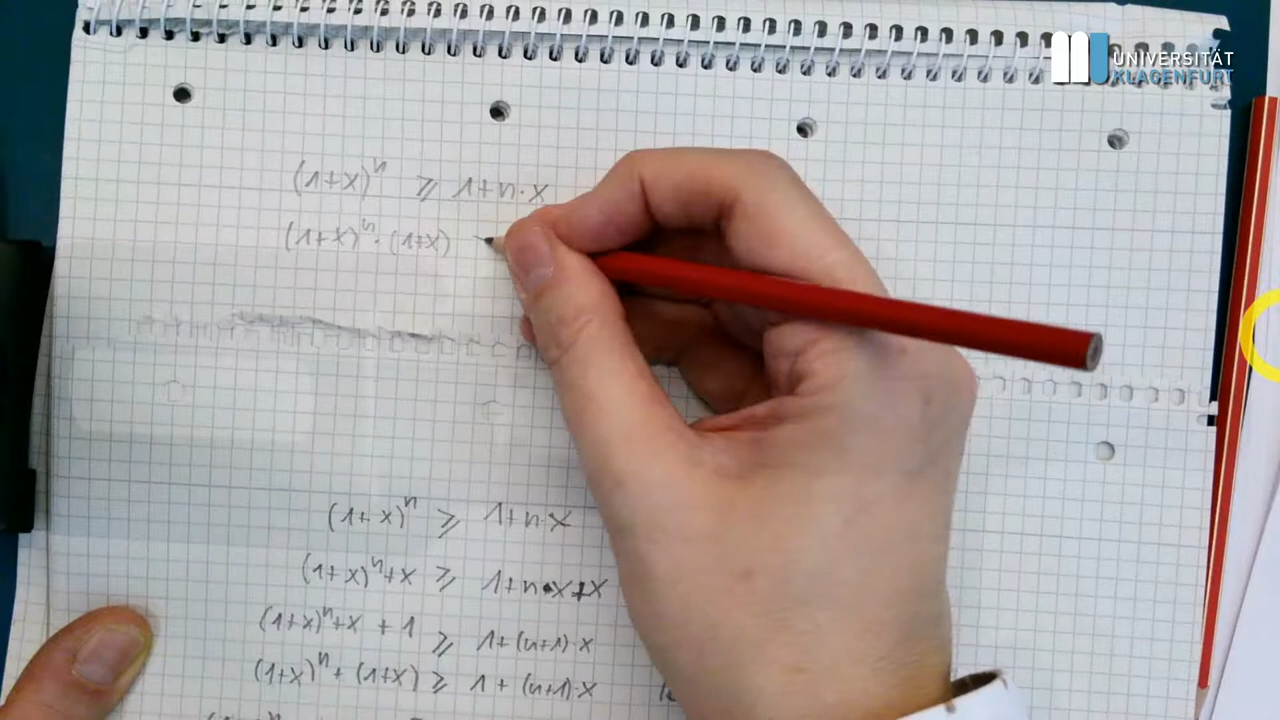 UNIVERSITÄT
KLAGENFURT
(1+x)^n ⩾ 1+n·x
(1+x)^n · (1+x)
(1+x)^n ⩾ 1+n·x
(1+x)^n+x ⩾ 1+n·x+x
(1+x)^n+x + 1 ⩾ 1+(n+1)·x
(1+x)^n + (1+x) ⩾ 1 + (n+1)·x